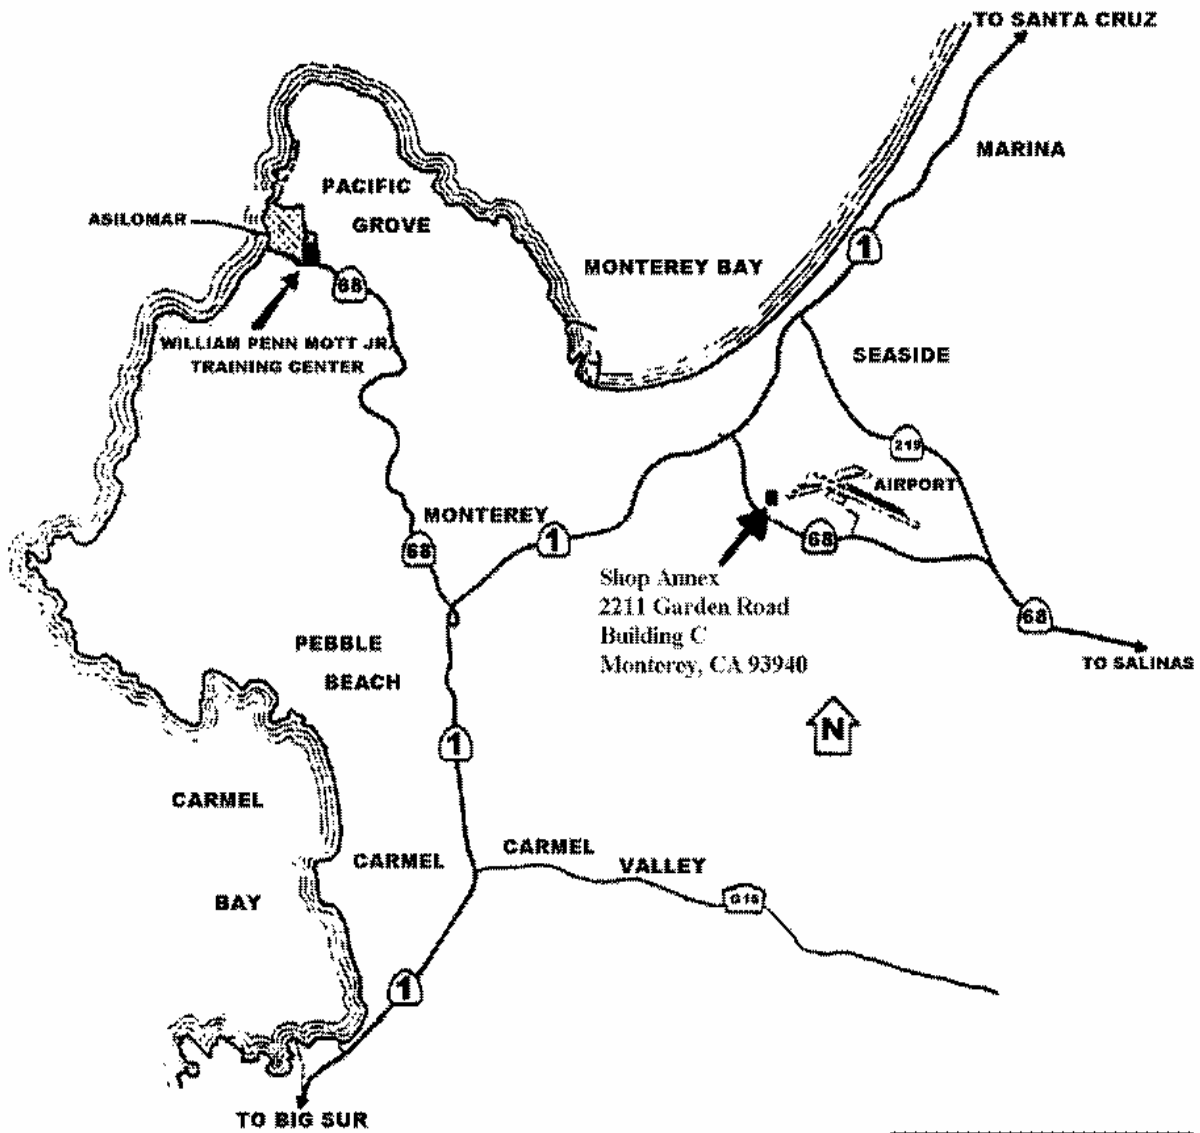 TO SANTA CRUZ
MARINA
PACIFIC
GROVE
ASILOMAR
1
MONTEREY BAY
68
WILLIAM PENN MOTT JR.
TRAINING CENTER
SEASIDE
219
AIRPORT
MONTEREY
1
68
68
Shop Annex
2211 Garden Road
Building C
Monterey, CA 93940
68
TO SALINAS
PEBBLE
BEACH
N
1
CARMEL
BAY
CARMEL
CARMEL
VALLEY
G16
1
TO BIG SUR